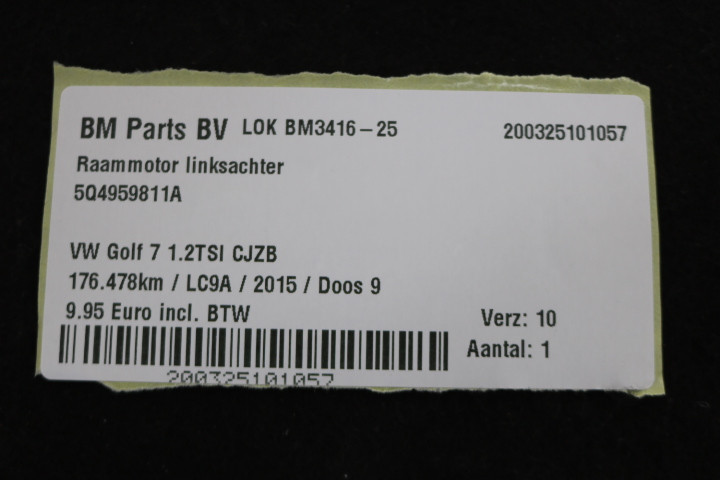 BM Parts BV LOK BM3416-25 200325101057
Raammotor linksachter
5Q4959811A
VW Golf 7 1.2TSI CJZB
176.478km / LC9A / 2015 / Doos 9
9.95 Euro incl. BTW Verz: 10
Aantal: 1
200325101057